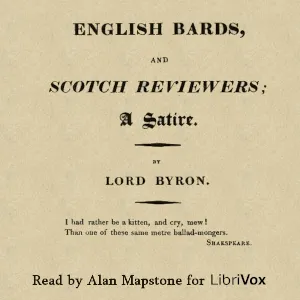 ENGLISH BARDS,
AND
SCOTCH REVIEWERS;
A Satire.
BY
LORD BYRON.
I had rather be a kitten, and cry, mew!
Than one of these same metre ballad-mongers.
SHAKSPEARE.
Read by Alan Mapstone for LibriVox